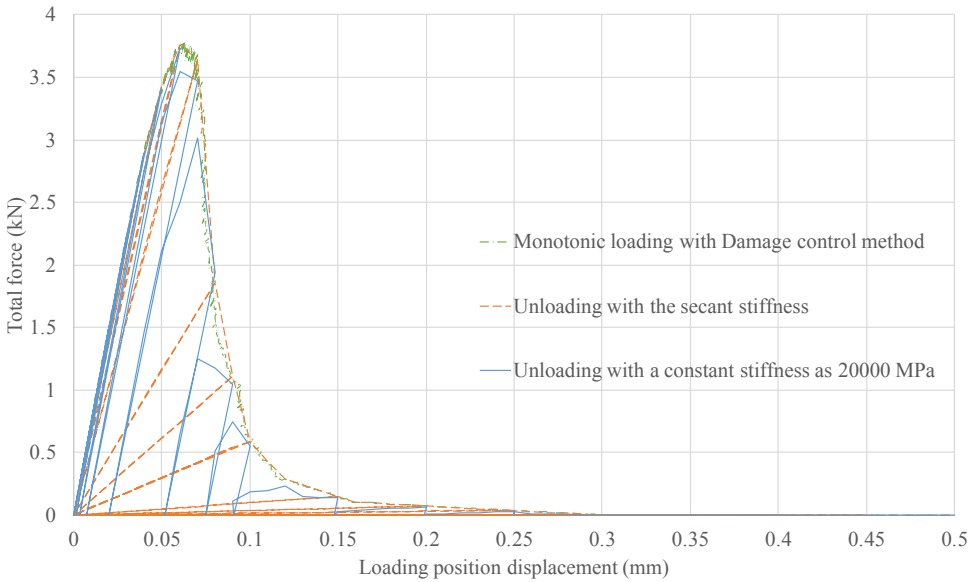 4
3.5
3
2.5
2
1.5
1
0.5
0
Total force (kN)
Monotonic loading with Damage control method
Unloading with the secant stiffness
Unloading with a constant stiffness as 20000 MPa
0 0.05 0.1 0.15 0.2 0.25 0.3 0.35 0.4 0.45 0.5
Loading position displacement (mm)